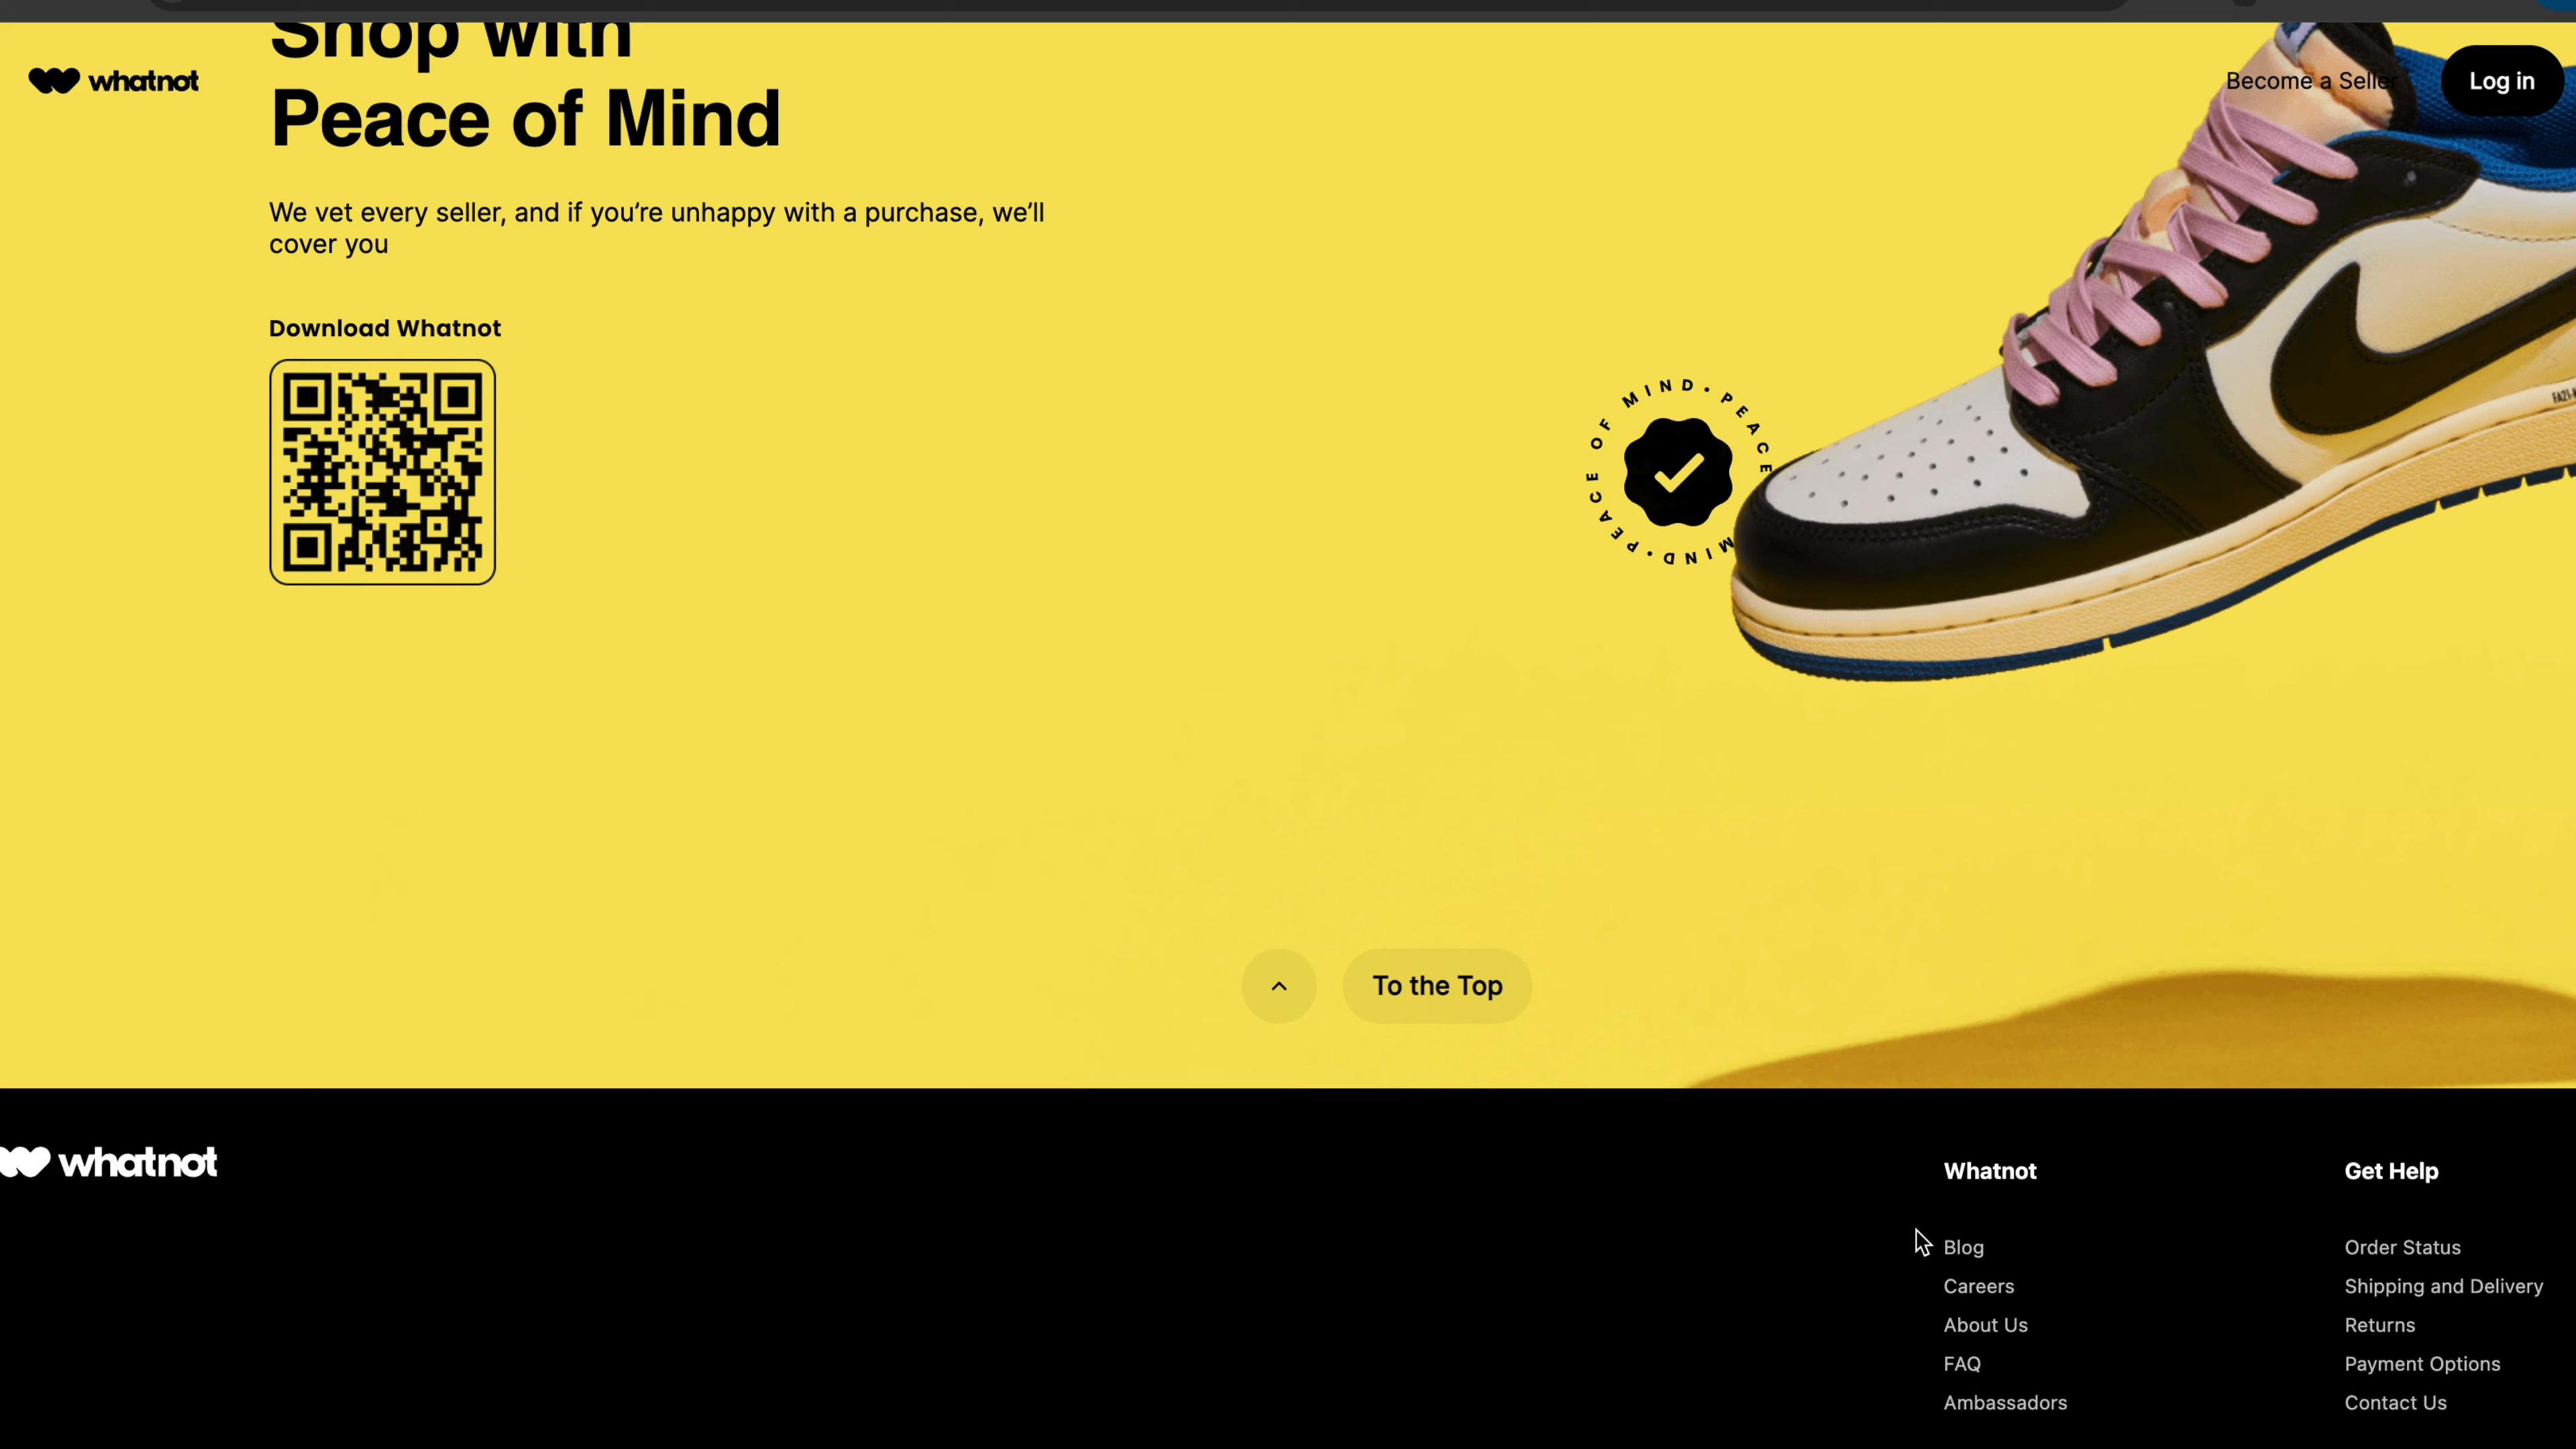 Shop with
whatnot
Become a Seller
Log in
Peace of Mind
We vet every seller, and if you’re unhappy with a purchase, we’ll
cover you
Download Whatnot
PEACE OF MIND • PEACE OF MIND •
To the Top
whatnot
Whatnot
Blog
Careers
About Us
FAQ
Ambassadors
Get Help
Order Status
Shipping and Delivery
Returns
Payment Options
Contact Us